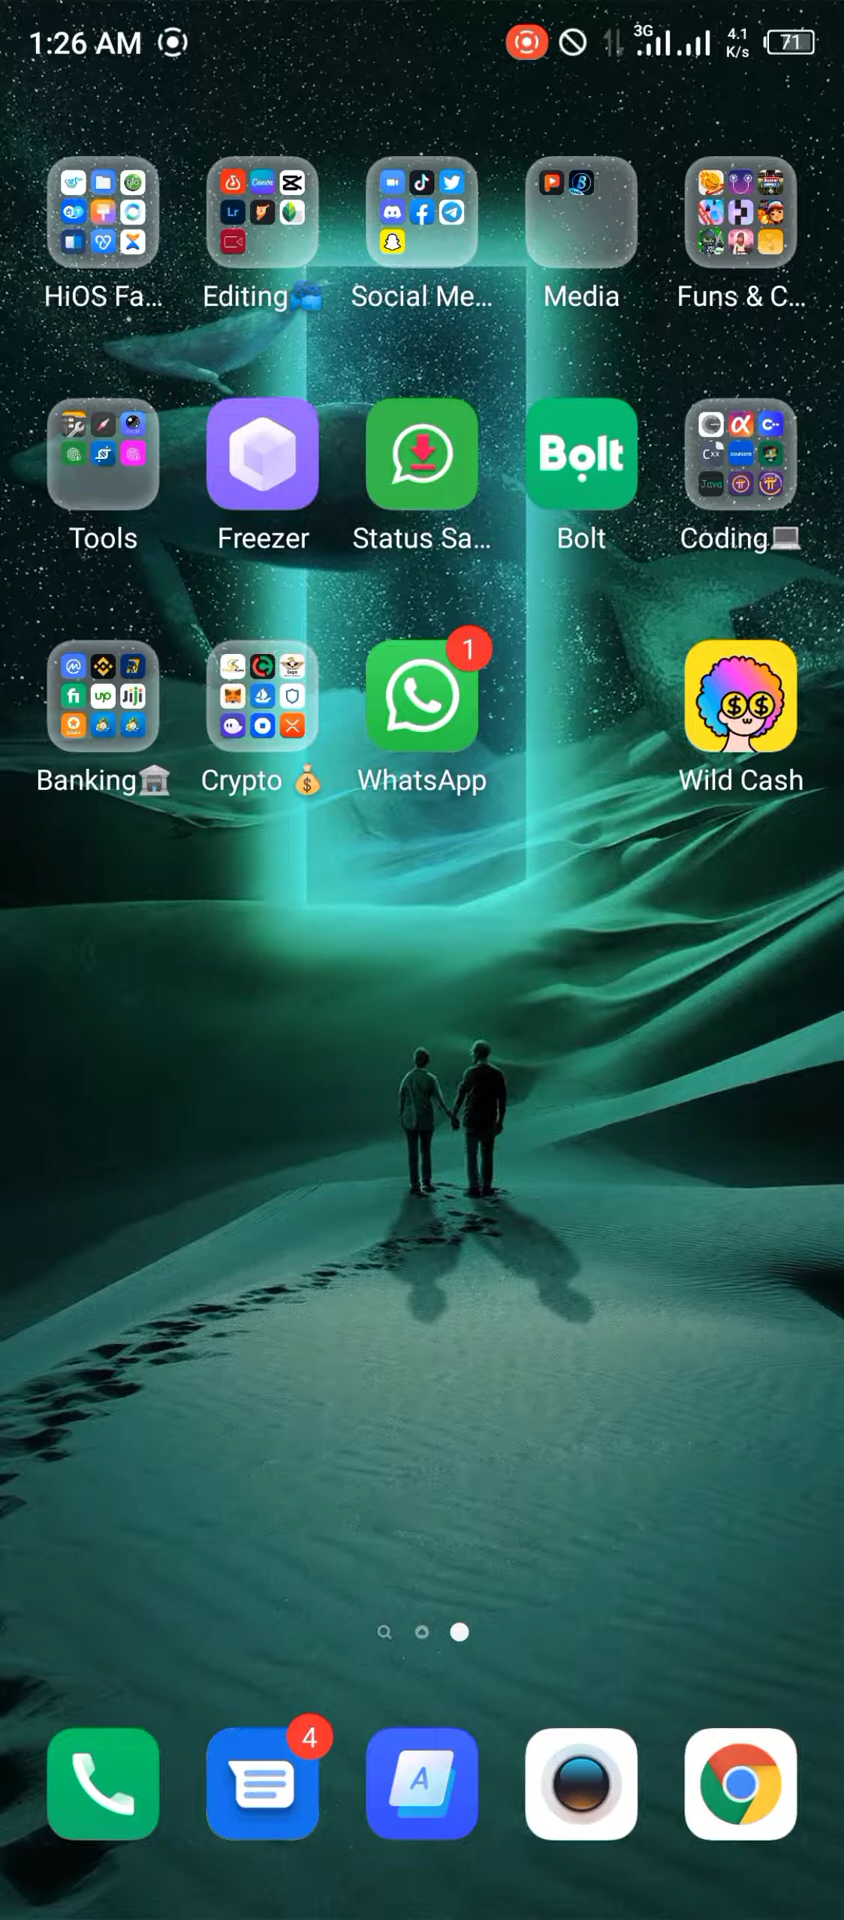 1:26 AM 3G 4.1 K/s 71
HiOS Fa... Editing Social Me... Media Funs & C...
Bolt
Tools Freezer Status Sa... Bolt Coding💻
1
Banking🏦 Crypto 💰 WhatsApp Wild Cash
4
A